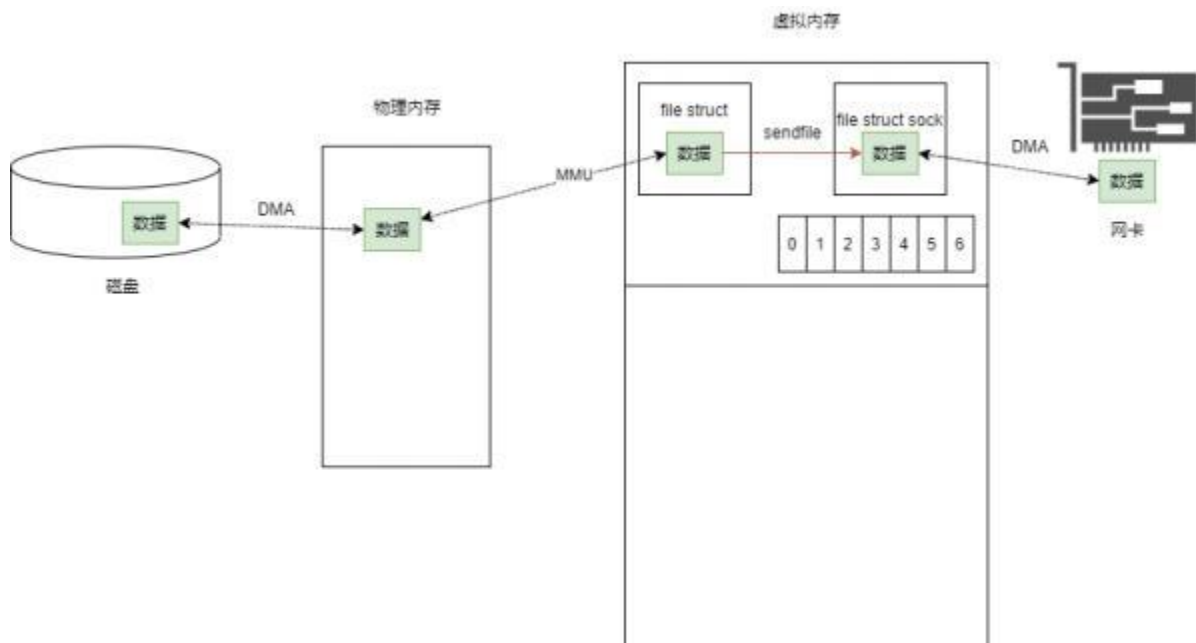 虚拟内存
物理内存
file struct
file struct sock
sendfile
数据
数据
DMA
数据
网卡
MMU
数据
DMA
数据
磁盘
0 1 2 3 4 5 6